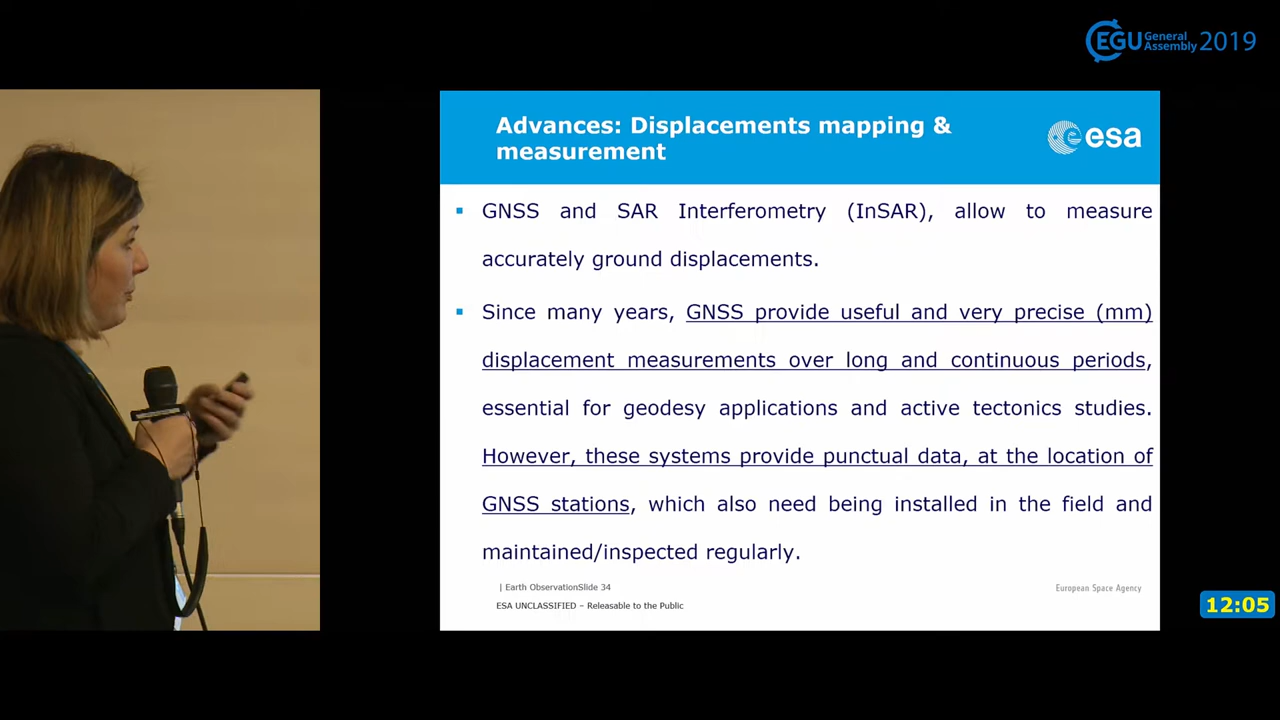 EGU General
Assembly 2019
Advances: Displacements mapping &
measurement
esa
GNSS and SAR Interferometry (InSAR), allow to measure
accurately ground displacements.
Since many years, GNSS provide useful and very precise (mm)
displacement measurements over long and continuous periods,
essential for geodesy applications and active tectonics studies.
However, these systems provide punctual data, at the location of
GNSS stations, which also need being installed in the field and
maintained/inspected regularly.
| Earth ObservationSlide 34
European Space Agency
ESA UNCLASSIFIED – Releasable to the Public
12:05